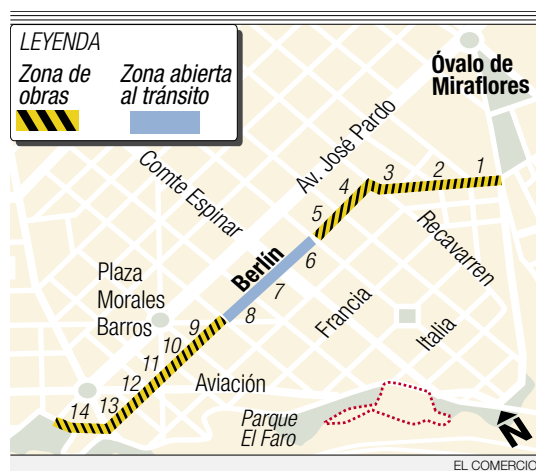 LEYENDA
Zona de
obras
Zona abierta
al tránsito
Óvalo de
Miraflores
Av. José Pardo
Comte Espinar
1
2
3
4
5
6
7
8
9
10
11
12
13
14
Berlín
Recavarren
Plaza
Morales
Barros
Francia
Italia
Aviación
Parque
El Faro
N
EL COMERCIO